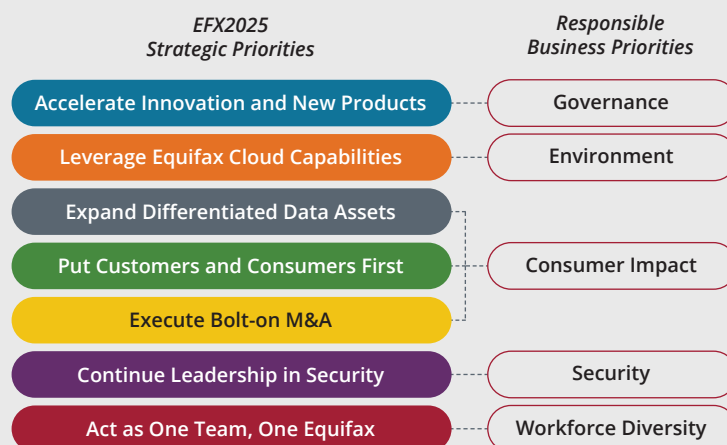 EFX2025
Strategic Priorities
Responsible
Business Priorities
Accelerate Innovation and New Products
Governance
Leverage Equifax Cloud Capabilities
Environment
Expand Differentiated Data Assets
Put Customers and Consumers First
Consumer Impact
Execute Bolt-on M&A
Continue Leadership in Security
Security
Act as One Team, One Equifax
Workforce Diversity